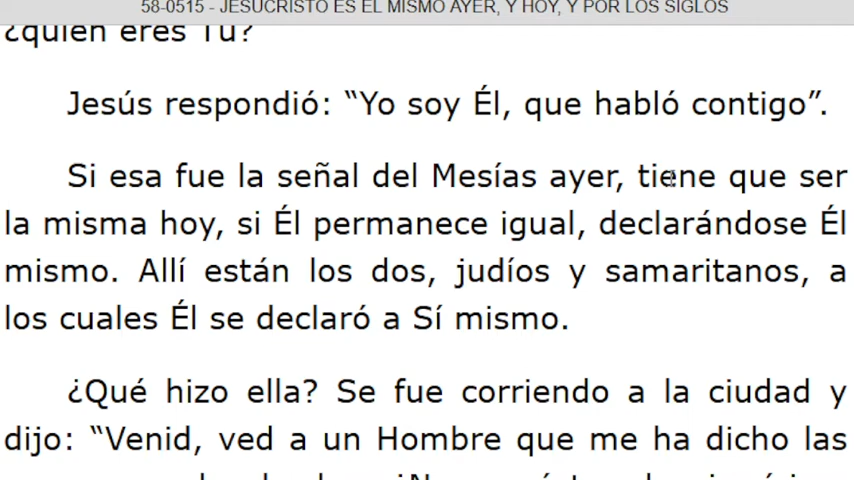 58-0515 - JESUCRISTO ES EL MISMO AYER, Y HOY, Y POR LOS SIGLOS
¿quién eres Tú?
Jesús respondió: “Yo soy Él, que habló contigo”.
Si esa fue la señal del Mesías ayer, tiene que ser
la misma hoy, si Él permanece igual, declarándose Él
mismo. Allí están los dos, judíos y samaritanos, a
los cuales Él se declaró a Sí mismo.
¿Qué hizo ella? Se fue corriendo a la ciudad y
dijo: “Venid, ved a un Hombre que me ha dicho las